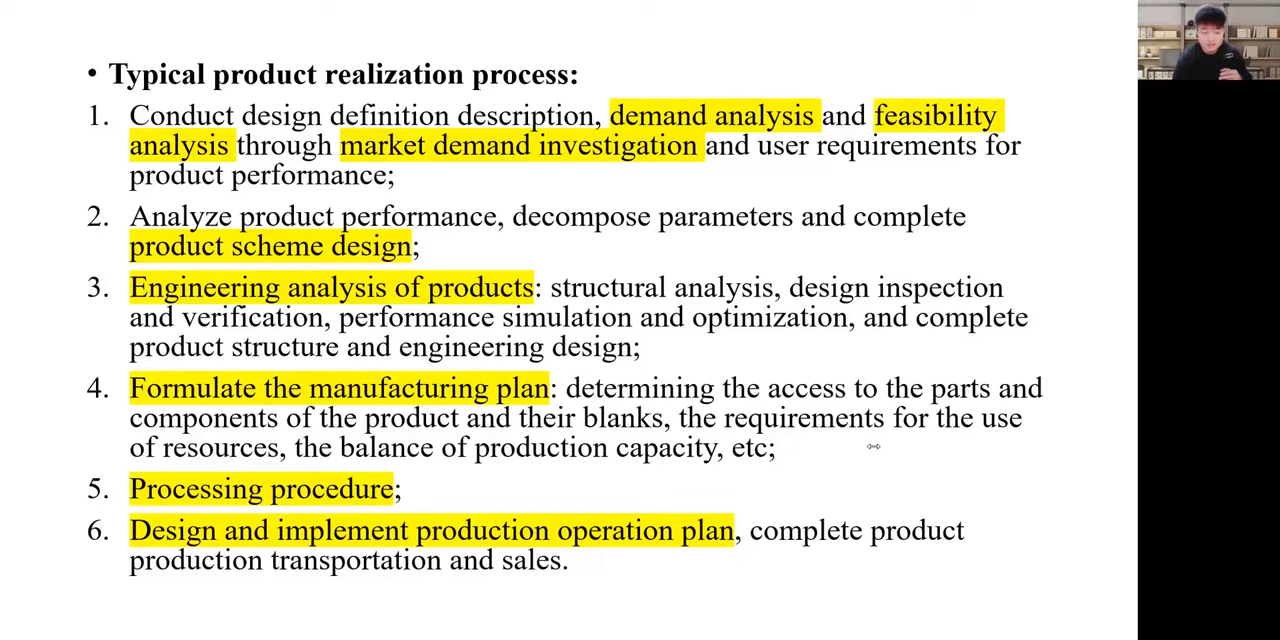 • Typical product realization process:
1. Conduct design definition description, demand analysis and feasibility
analysis through market demand investigation and user requirements for
product performance;
2. Analyze product performance, decompose parameters and complete
product scheme design;
3. Engineering analysis of products: structural analysis, design inspection
and verification, performance simulation and optimization, and complete
product structure and engineering design;
4. Formulate the manufacturing plan: determining the access to the parts and
components of the product and their blanks, the requirements for the use
of resources, the balance of production capacity, etc;
5. Processing procedure;
6. Design and implement production operation plan, complete product
production transportation and sales.